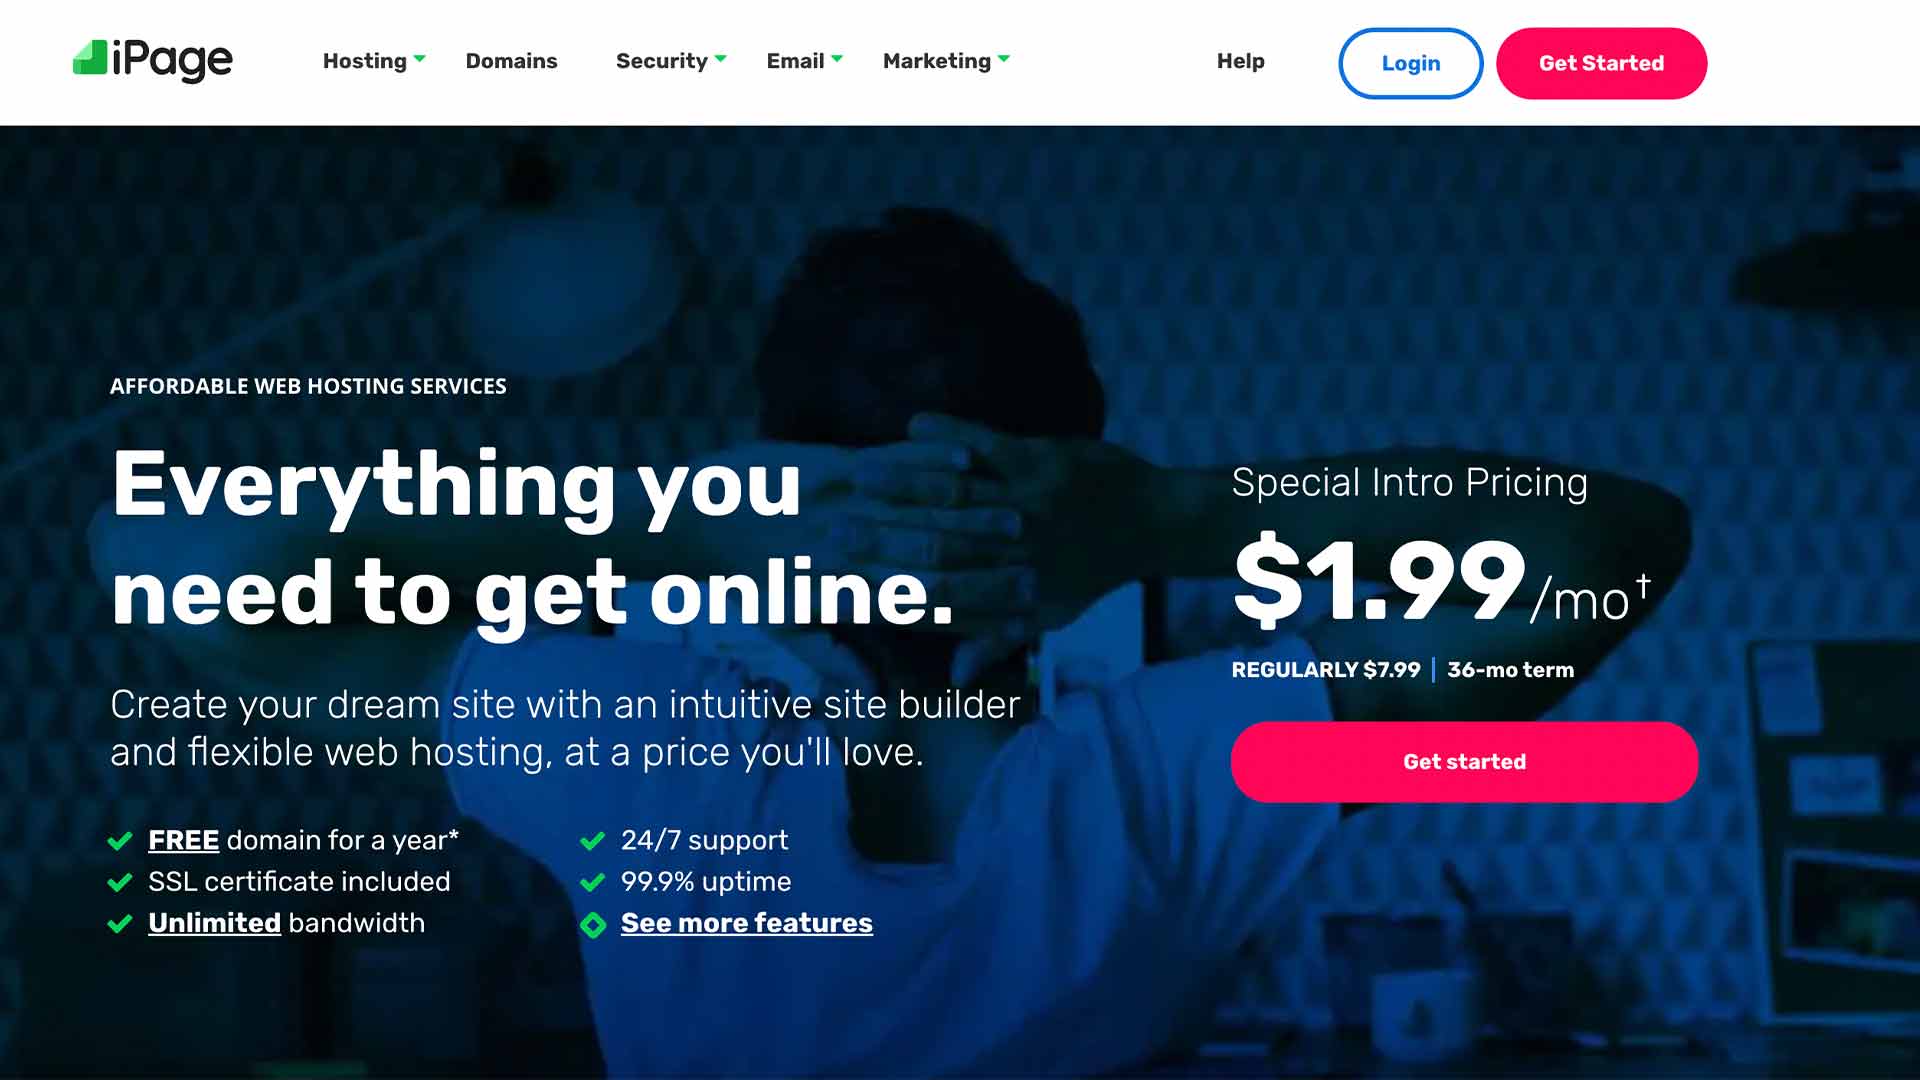 iPage
Hosting
Domains
Security
Email
Marketing
Help
Login
Get Started
AFFORDABLE WEB HOSTING SERVICES
Everything you
need to get online.
Create your dream site with an intuitive site builder
and flexible web hosting, at a price you'll love.
FREE domain for a year*
SSL certificate included
Unlimited bandwidth
24/7 support
99.9% uptime
See more features
Special Intro Pricing
$1.99/mo†
REGULARLY $7.99 | 36-mo term
Get started